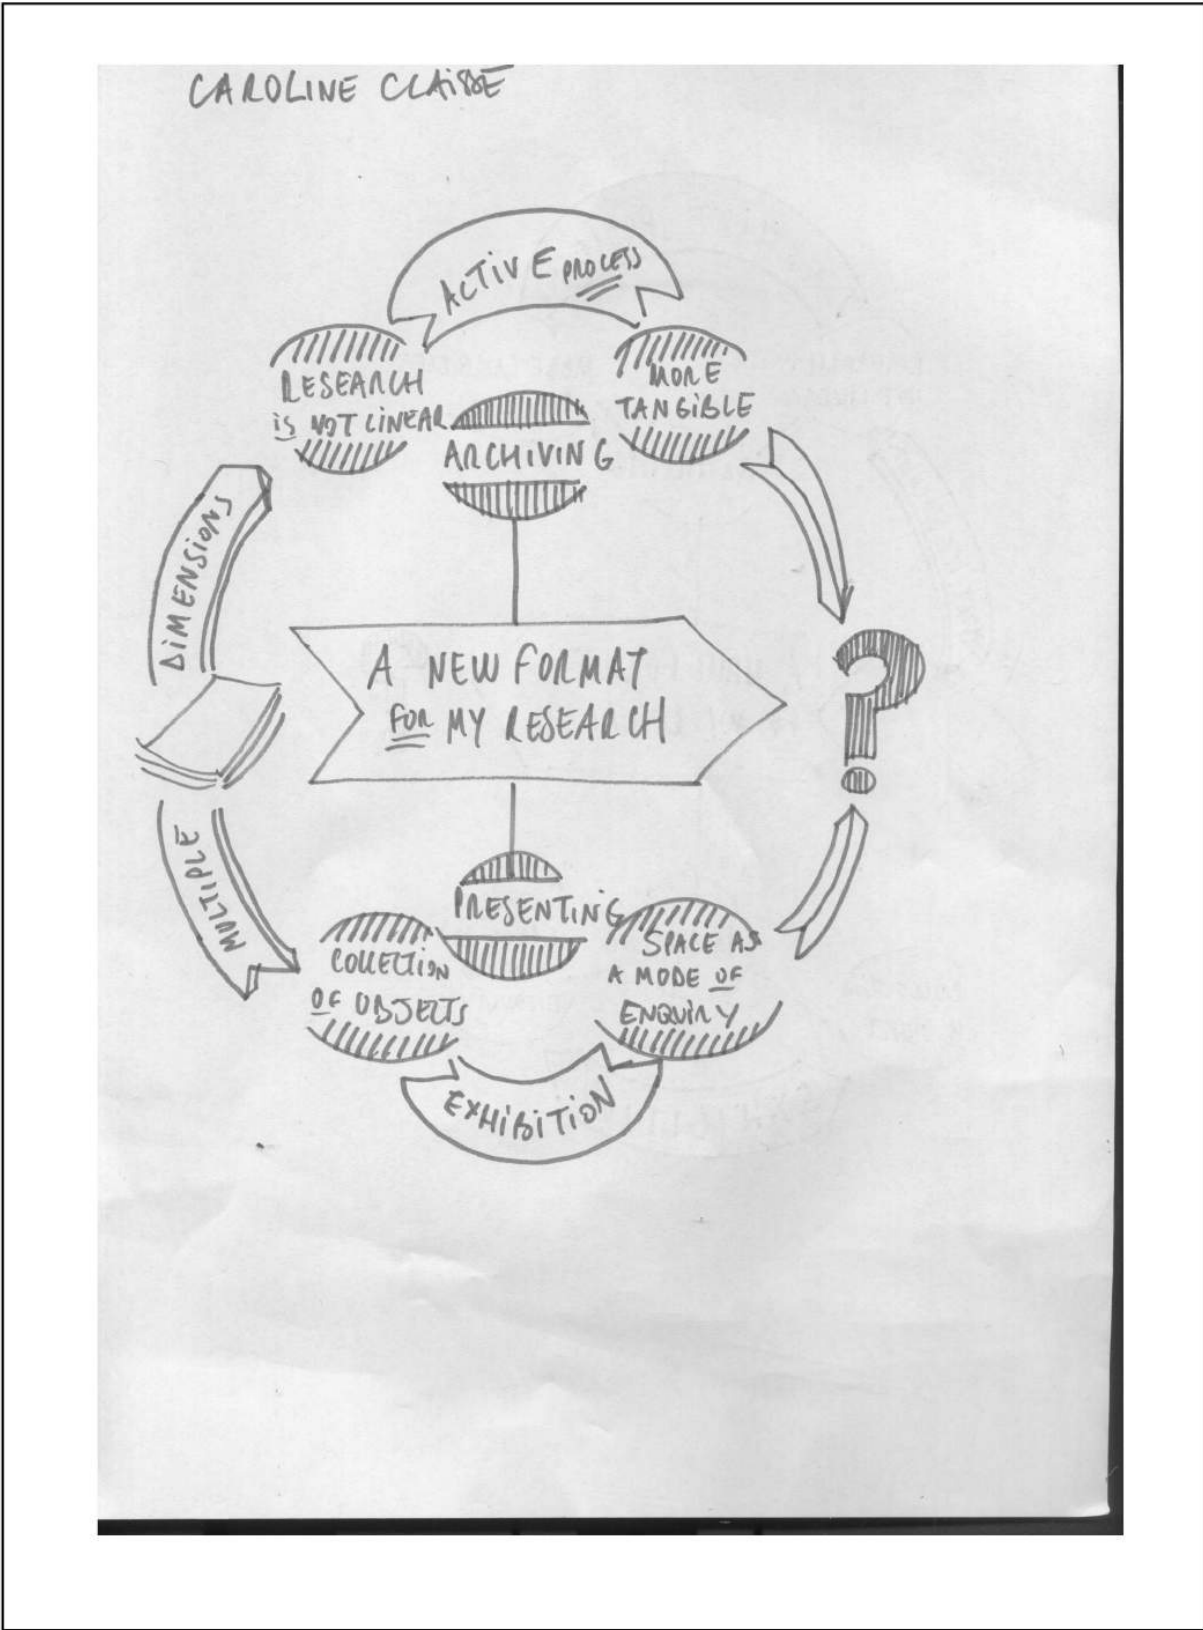 CAROLINE CLAISSE
ACTIVE PROCESS
RESEARCH
IS NOT LINEAR
MORE
TANGIBLE
ARCHIVING
DIMENSIONS
A NEW FORMAT
FOR MY RESEARCH
?
MULTIPLE
PRESENTING
COLLECTION
OF OBJECTS
SPACE AS
A MODE OF
ENQUIRY
EXHIBITION